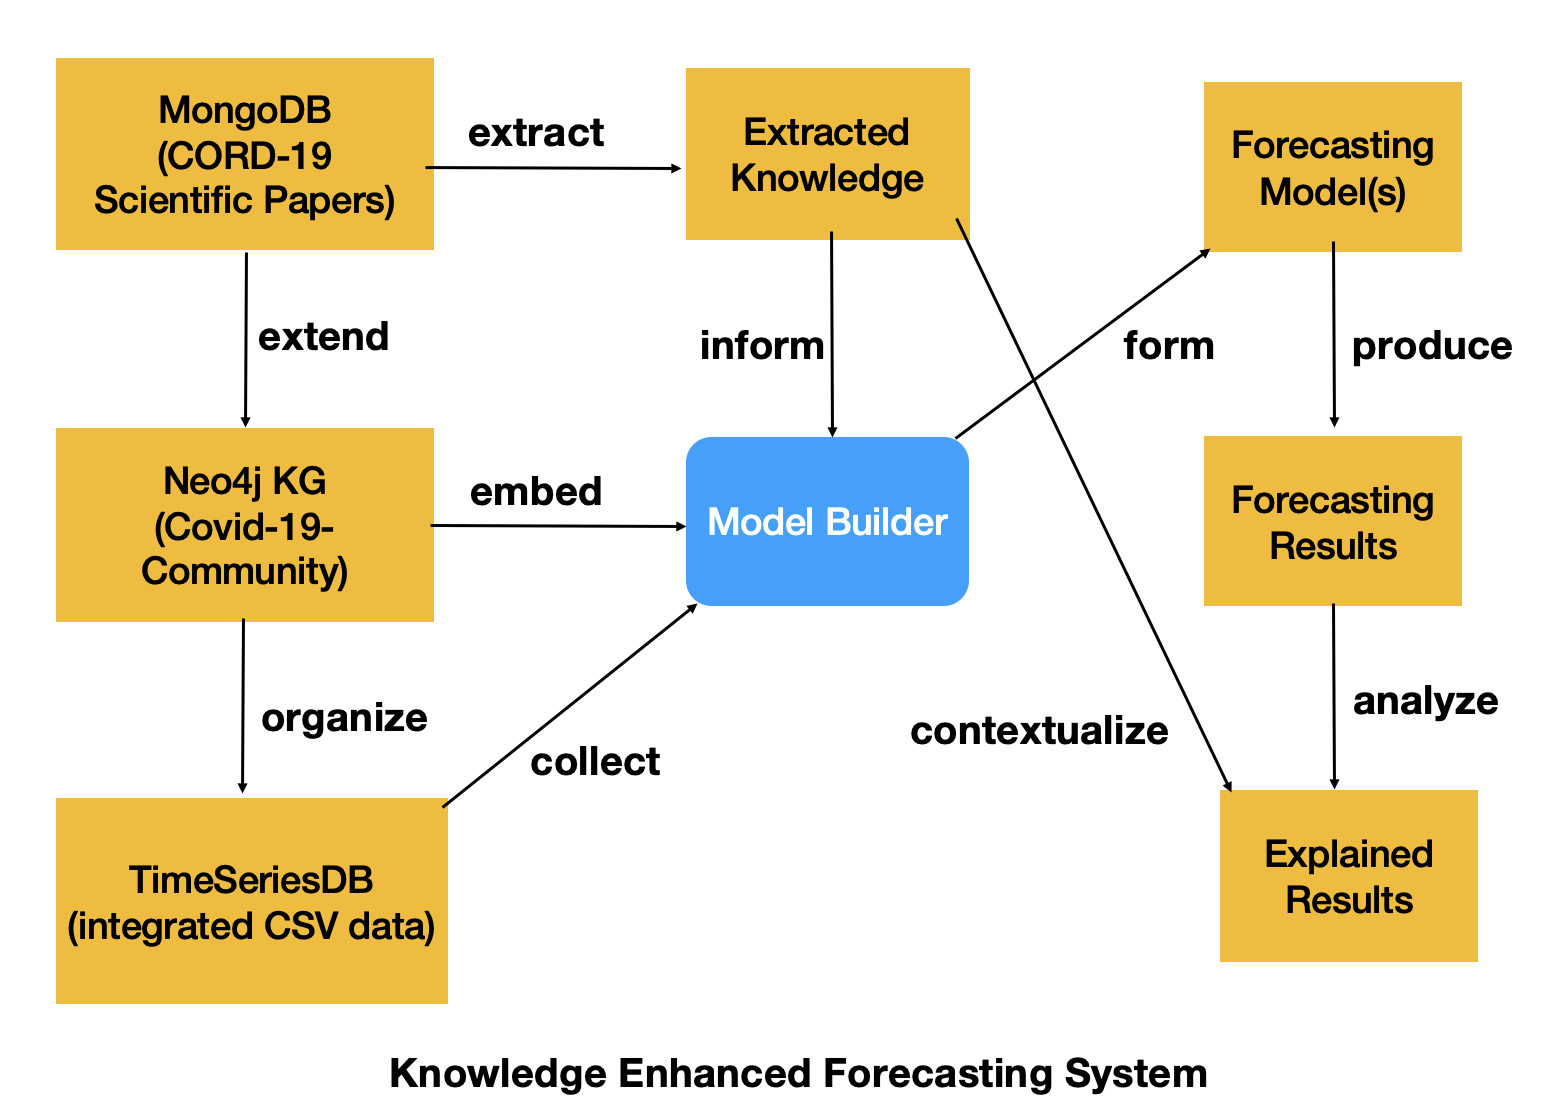 MongoDB
(CORD-19
Scientific Papers)
extract
Extracted
Knowledge
Forecasting
Model(s)
extend
inform
form
produce
Neo4j KG
(Covid-19-
Community)
embed
Model Builder
Forecasting
Results
organize
collect
contextualize
analyze
TimeSeriesDB
(integrated CSV data)
Explained
Results
Knowledge Enhanced Forecasting System